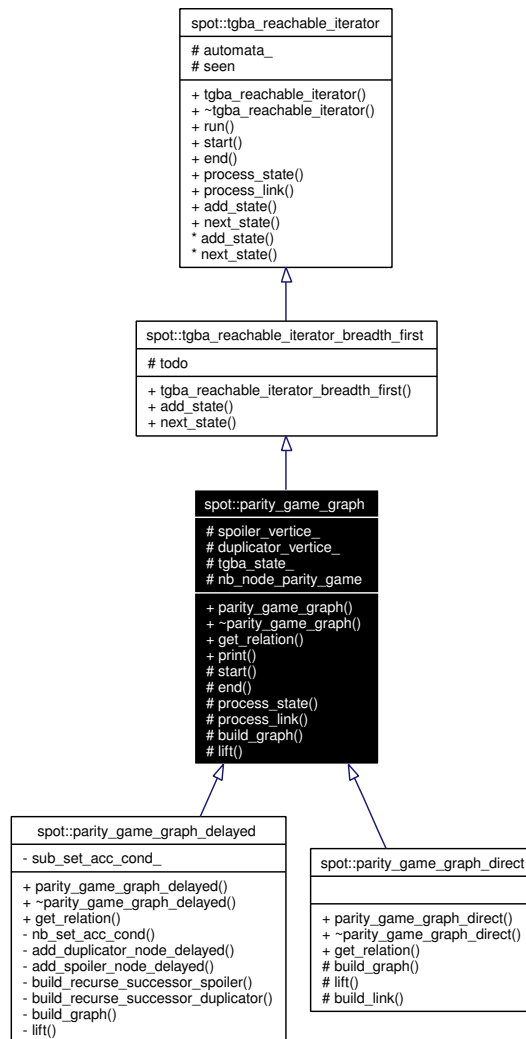 spot::tgba_reachable_iterator
# automata_
# seen
+ tgba_reachable_iterator()
+ ~tgba_reachable_iterator()
+ run()
+ start()
+ end()
+ process_state()
+ process_link()
+ add_state()
+ next_state()
* add_state()
* next_state()
spot::tgba_reachable_iterator_breadth_first
# todo
+ tgba_reachable_iterator_breadth_first()
+ add_state()
+ next_state()
spot::parity_game_graph
# spoiler_vertice_
# duplicator_vertice_
# tgba_state_
# nb_node_parity_game
+ parity_game_graph()
+ ~parity_game_graph()
+ get_relation()
+ print()
# start()
# end()
# process_state()
# process_link()
# build_graph()
# lift()
spot::parity_game_graph_delayed
- sub_set_acc_cond_
+ parity_game_graph_delayed()
+ ~parity_game_graph_delayed()
+ get_relation()
- nb_set_acc_cond()
- add_duplicator_node_delayed()
- add_spoiler_node_delayed()
- build_recurse_successor_spoiler()
- build_recurse_successor_duplicator()
- build_graph()
- lift()
spot::parity_game_graph_direct
+ parity_game_graph_direct()
+ ~parity_game_graph_direct()
+ get_relation()
# build_graph()
# lift()
# build_link()